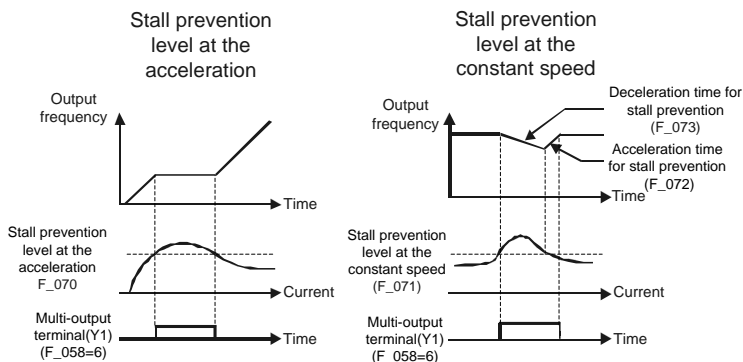 Stall prevention
level at the
acceleration
Output
frequency
Time
Stall prevention
level at the
acceleration
F_070
Current
Multi-output
terminal(Y1)
(F_058=6)
Time
Stall prevention
level at the
constant speed
Output
frequency
Deceleration time for
stall prevention
(F_073)
Acceleration time
for stall prevention
(F_072)
Time
Stall prevention
level at the
constant speed
(F_071)
Current
Multi-output
terminal(Y1)
(F_058=6)
Time